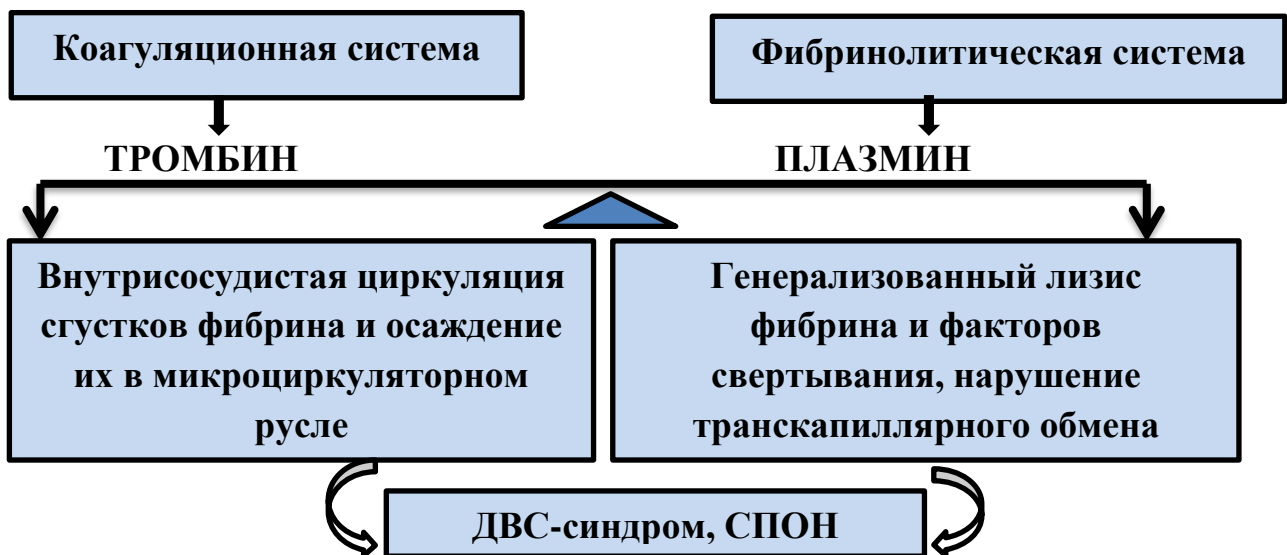 Коагуляционная система
Фибринолитическая система
ТРОМБИН
ПЛАЗМИН
Внутрисосудистая циркуляция
сгустков фибрина и осаждение
их в микроциркуляторном
русле
Генерализованный лизис
фибрина и факторов
свертывания, нарушение
транскапиллярного обмена
ДВС-синдром, СПОН